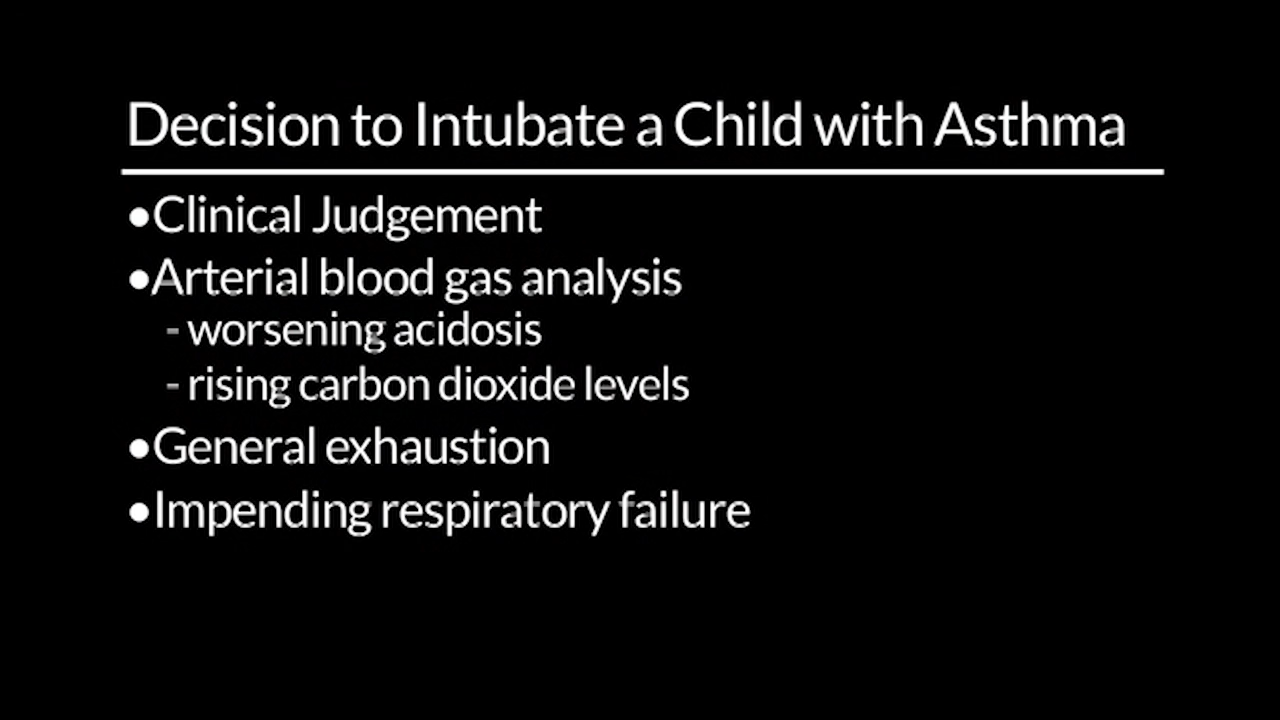 Decision to Intubate a Child with Asthma
•Clinical Judgement
•Arterial blood gas analysis
- worsening acidosis
- rising carbon dioxide levels
•General exhaustion
•Impending respiratory failure